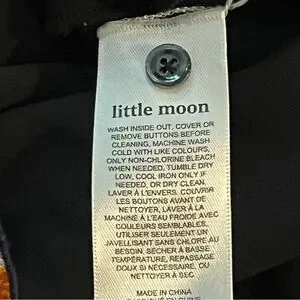 little moon
WASH INSIDE OUT, COVER OR
REMOVE BUTTONS BEFORE
CLEANING, MACHINE WASH
COLD WITH LIKE COLOURS,
ONLY NON-CHLORINE BLEACH
WHEN NEEDED, TUMBLE DRY
LOW, COOL IRON ONLY IF
NEEDED, OR DRY CLEAN.
LAVER À L'ENVERS. COUVRIR
LES BOUTONS AVANT DE
NETTOYER, LAVER À LA
MACHINE À L'EAU FROIDE AVEC
COULEURS SEMBLABLES,
UTILISER SEULEMENT UN
JAVELLISANT SANS CHLORE AU
BESOIN, SÉCHER À BASSE
TEMPÉRATURE, REPASSAGE
DOUX SI NÉCESSAIRE, OU
NETTOYER À SEC.
MADE IN CHINA